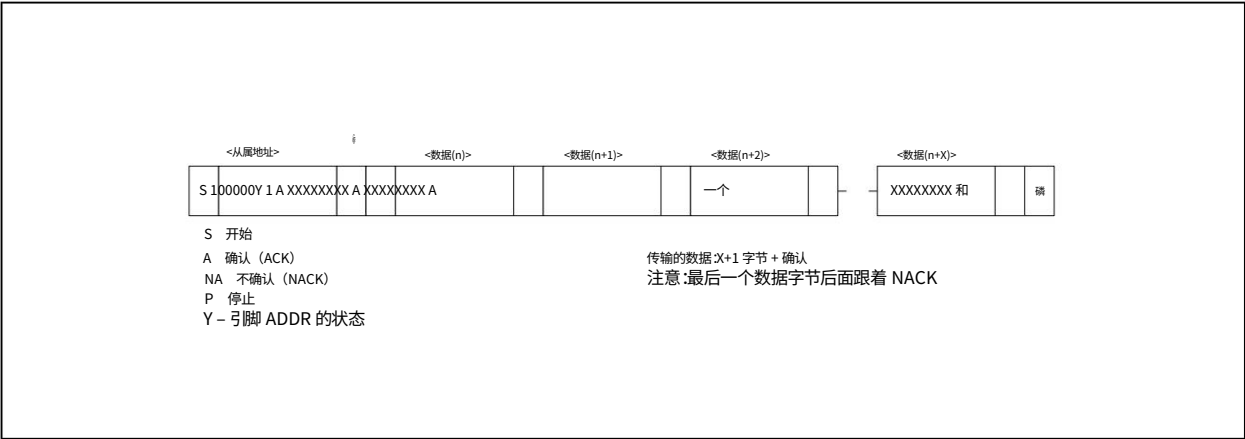 <从属地址>
<数据(n)>
<数据(n+1)>
<数据(n+2)>
<数据(n+X)>
S 100000Y 1 A XXXXXXXX A XXXXXXXX A
一个
XXXXXXXX 和
磷
S 开始
A 确认（ACK）
NA 不确认（NACK）
P 停止
Y – 引脚 ADDR 的状态
传输的数据:X+1 字节 + 确认
注意:最后一个数据字节后面跟着 NACK